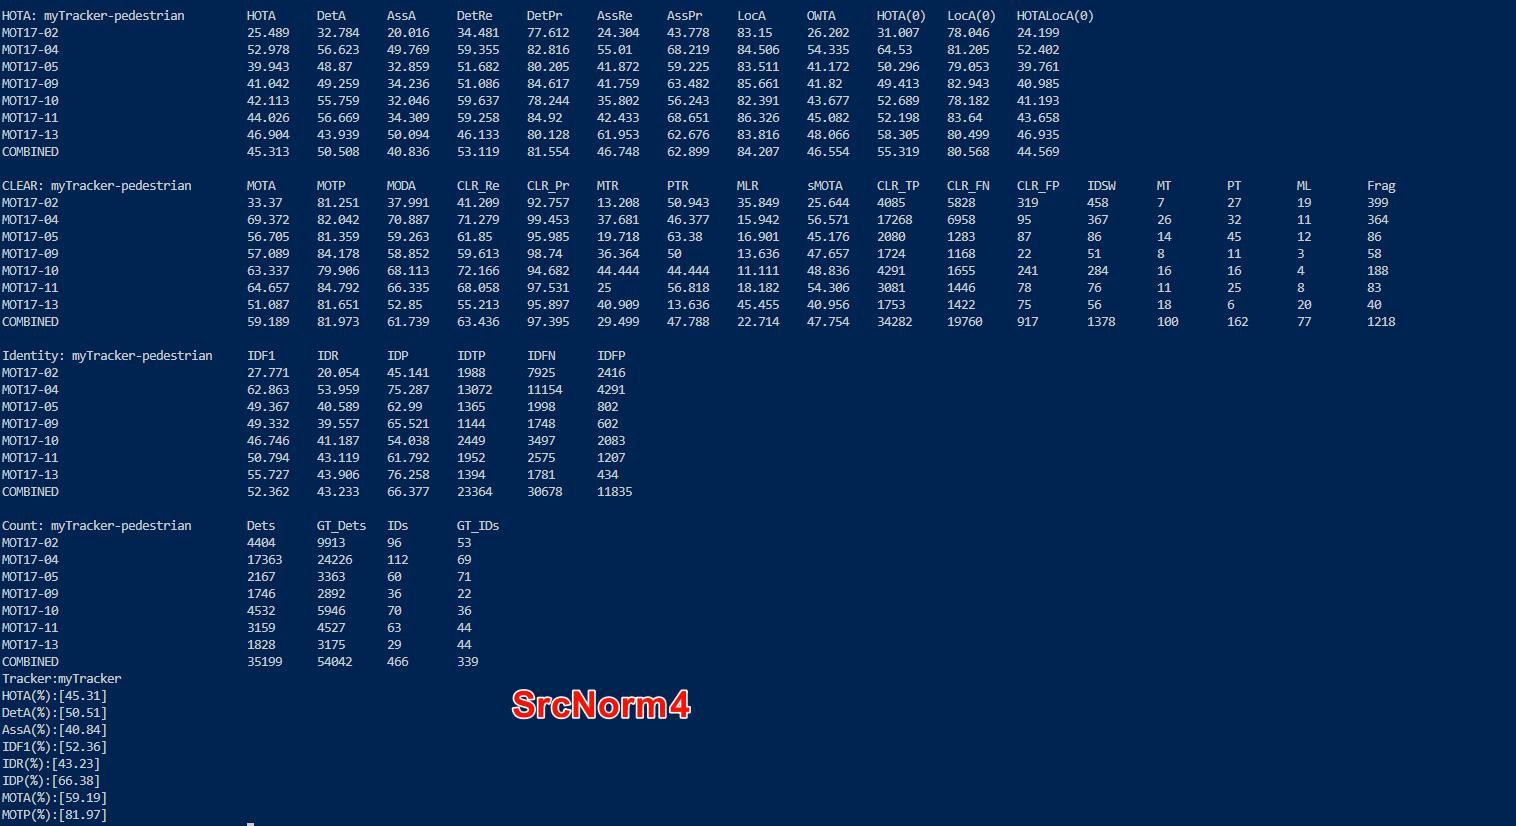 HOTA: myTracker-pedestrian HOTA DetA AssA DetRe DetPr AssRe AssPr LocA OWTA HOTA(0) LocA(0) HOTALocA(0)
MOT17-02 25.489 32.784 20.016 34.481 77.612 24.304 43.778 83.15 26.202 31.007 78.046 24.199
MOT17-04 52.978 56.623 49.769 59.355 82.816 55.01 68.219 84.506 54.335 64.53 81.205 52.402
MOT17-05 39.943 48.87 32.859 51.682 80.205 41.872 59.225 83.511 41.172 50.296 79.053 39.761
MOT17-09 41.042 49.259 34.236 51.086 84.617 41.759 63.482 85.661 41.82 49.413 82.943 40.985
MOT17-10 42.113 55.759 32.046 59.637 78.244 35.802 56.243 82.391 43.677 52.689 78.182 41.193
MOT17-11 44.026 56.669 34.309 59.258 84.92 42.433 68.651 86.326 45.082 52.198 83.64 43.658
MOT17-13 46.904 43.939 50.094 46.133 80.128 61.953 62.676 83.816 48.066 58.305 80.499 46.935
COMBINED 45.313 50.508 40.836 53.119 81.554 46.748 62.899 84.207 46.554 55.319 80.568 44.569
CLEAR: myTracker-pedestrian MOTA MOTP MODA CLR_Re CLR_Pr MTR PTR MLR sMOTA CLR_TP CLR_FN CLR_FP IDSW MT PT ML Frag
MOT17-02 33.37 81.251 37.991 41.209 92.757 13.208 50.943 35.849 25.644 4085 5828 319 458 7 27 19 399
MOT17-04 69.372 82.042 70.887 71.279 99.453 37.681 46.377 15.942 56.571 17268 6958 95 367 26 32 11 364
MOT17-05 56.705 81.359 59.263 61.85 95.985 19.718 63.38 16.901 45.176 2080 1283 87 86 14 45 12 86
MOT17-09 57.089 84.178 58.852 59.613 98.74 36.364 50 13.636 47.657 1724 1168 22 51 8 11 3 58
MOT17-10 63.337 79.906 68.113 72.166 94.682 44.444 44.444 11.111 48.836 4291 1655 241 284 16 16 4 188
MOT17-11 64.657 84.792 66.335 68.058 97.531 25 56.818 18.182 54.306 3081 1446 78 76 11 25 8 83
MOT17-13 51.087 81.651 52.85 55.213 95.897 40.909 13.636 45.455 40.956 1753 1422 75 56 18 6 20 40
COMBINED 59.189 81.973 61.739 63.436 97.395 29.499 47.788 22.714 47.754 34282 19760 917 1378 100 162 77 1218
Identity: myTracker-pedestrian IDF1 IDR IDP IDTP IDFN IDFP
MOT17-02 27.771 20.054 45.141 1988 7925 2416
MOT17-04 62.863 53.959 75.287 13072 11154 4291
MOT17-05 49.367 40.589 62.99 1365 1998 802
MOT17-09 49.332 39.557 65.521 1144 1748 602
MOT17-10 46.746 41.187 54.038 2449 3497 2083
MOT17-11 50.794 43.119 61.792 1952 2575 1207
MOT17-13 55.727 43.906 76.258 1394 1781 434
COMBINED 52.362 43.233 66.377 23364 30678 11835
Count: myTracker-pedestrian Dets GT_Dets IDs GT_IDs
MOT17-02 4404 9913 96 53
MOT17-04 17363 24226 112 69
MOT17-05 2167 3363 60 71
MOT17-09 1746 2892 36 22
MOT17-10 4532 5946 70 36
MOT17-11 3159 4527 63 44
MOT17-13 1828 3175 29 44
COMBINED 35199 54042 466 339
Tracker:myTracker
HOTA(%):[45.31]
SrcNorm4
DetA(%):[50.51]
AssA(%):[40.84]
IDF1(%):[52.36]
IDR(%):[43.23]
IDP(%):[66.38]
MOTA(%):[59.19]
MOTP(%):[81.97]